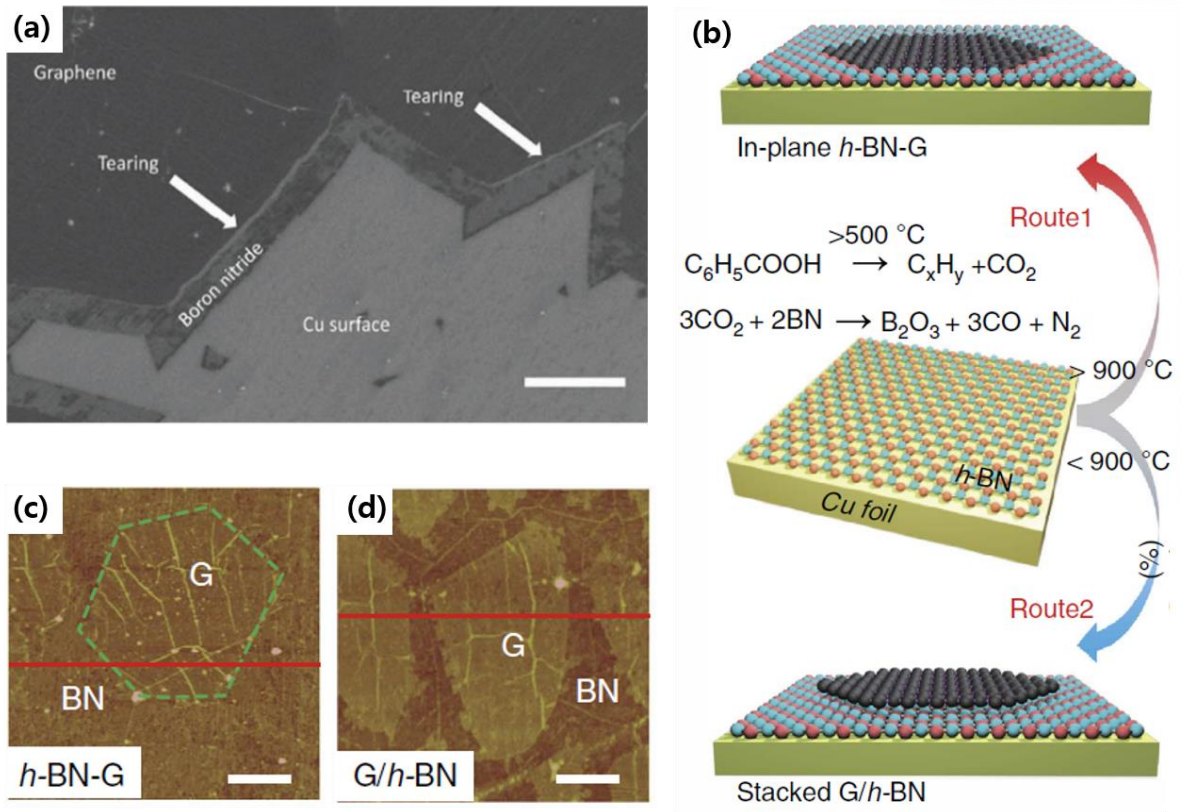 (a)
Graphene
Tearing
Tearing
Boron nitride
Cu surface
(b)
In-plane h-BN-G
Route1
>500 °C
C₆H₅COOH → CₓHᵧ +CO₂
3CO₂ + 2BN → B₂O₃ + 3CO + N₂
> 900 °C
h-BN
Cu foil
< 900 °C
(%)
Route2
Stacked G/h-BN
(c)
G
BN
h-BN-G
(d)
G
BN
G/h-BN